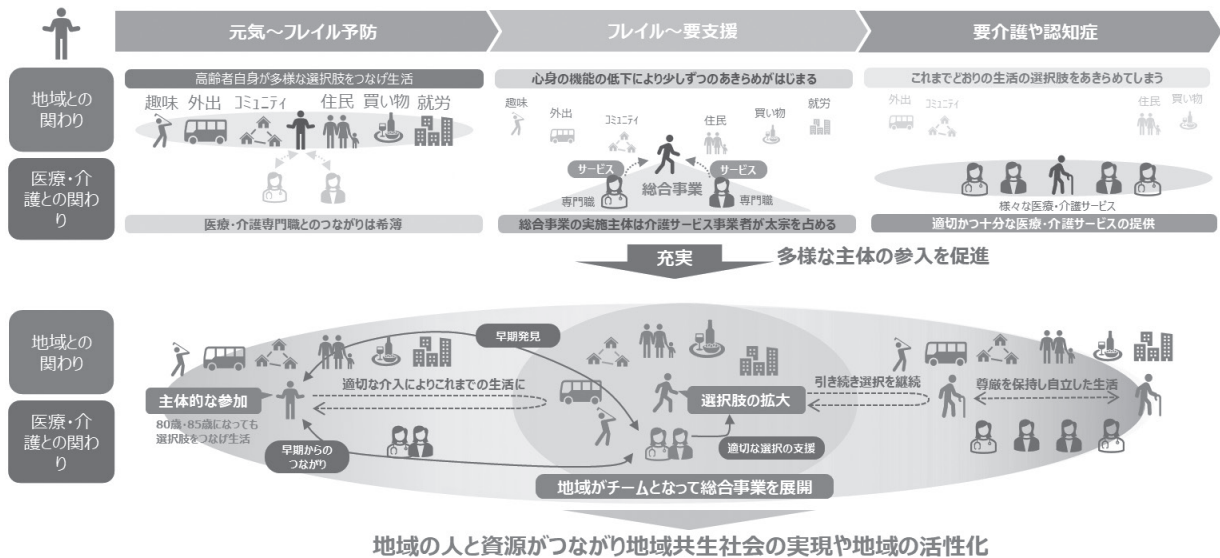 元気～フレイル予防
フレイル～要支援
要介護や認知症
地域との
関わり
高齢者自身が多様な選択肢をつなげ生活
趣味 外出 コミュニティ 住民 買い物 就労
心身の機能の低下により少しずつのあきらめがはじまる
趣味
外出
コミュニティ
住民
買い物
就労
これまでどおりの生活の選択肢をあきらめてしまう
外出
コミュニティ
住民
買い物
医療・介
護との関わ
り
医療・介護専門職とのつながりは希薄
サービス
サービス
総合事業
専門職
専門職
総合事業の実施主体は介護サービス事業者が太宗を占める
様々な医療・介護サービス
適切かつ十分な医療・介護サービスの提供
充実
多様な主体の参入を促進
地域との
関わり
医療・介
護との関わ
り
早期発見
適切な介入によりこれまでの生活に
主体的な参加
80歳・85歳になっても
選択肢をつなげ生活
早期からの
つながり
選択肢の拡大
適切な選択の支援
引き続き選択を継続
尊厳を保持し自立した生活
地域がチームとなって総合事業を展開
地域の人と資源がつながり地域共生社会の実現や地域の活性化